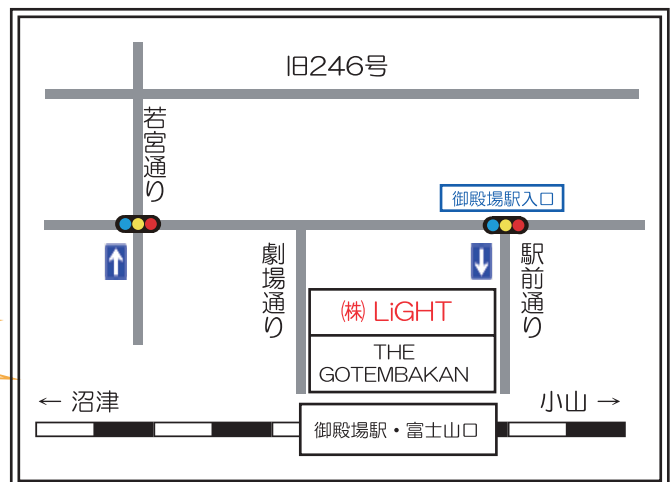 旧246号
若宮通り
御殿場駅入口
劇場通り
駅前通り
㈱ LiGHT
THE
GOTEMBAKAN
← 沼津
小山 →
御殿場駅・富士山口